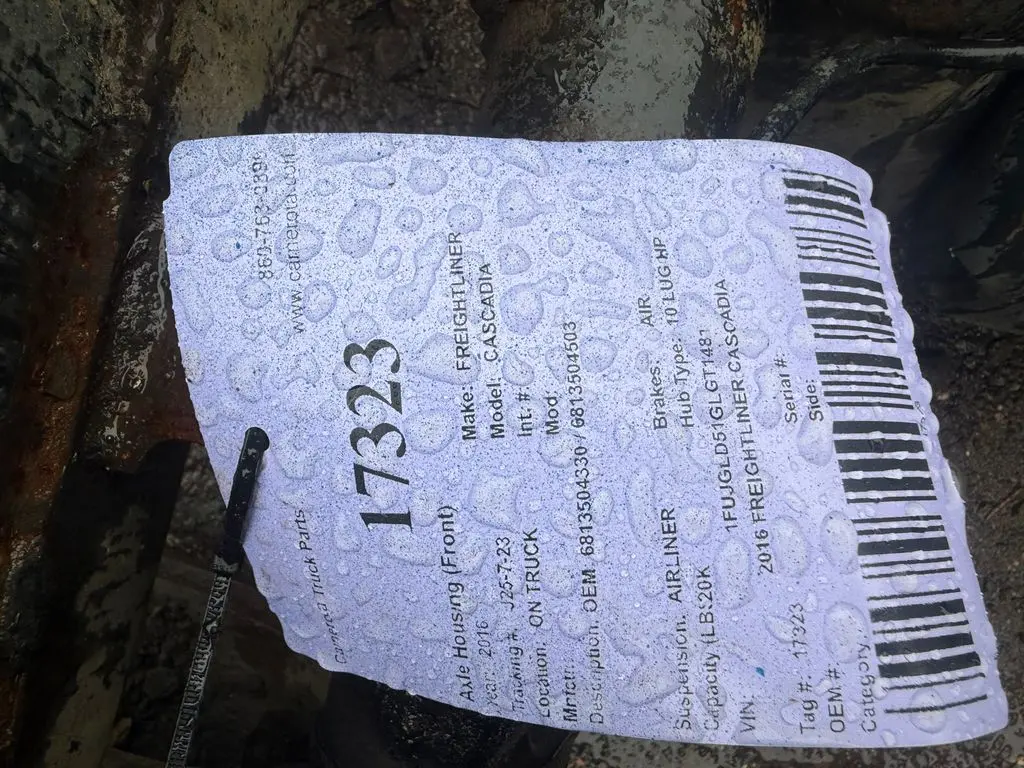 Camerota Truck Parts
www.camerota.com
17323
Axle Housing (Front) Make: FREIGHTLINER
Year: 2016 Model: CASCADIA
Tracking #: J25-7-23 Int. #:
Location: ON TRUCK Mod:
Mnfctr:
Description: OEM 6813504330 / 6813504503
Suspension: AIRLINER Brakes: AIR
Capacity (LBS): 20K Hub Type: 10 LUG HP
VIN: 1FUJGLD51GLGT1481
2016 FREIGHTLINER CASCADIA
Tag #: 17323 Serial #:
OEM #: Side:
Category: